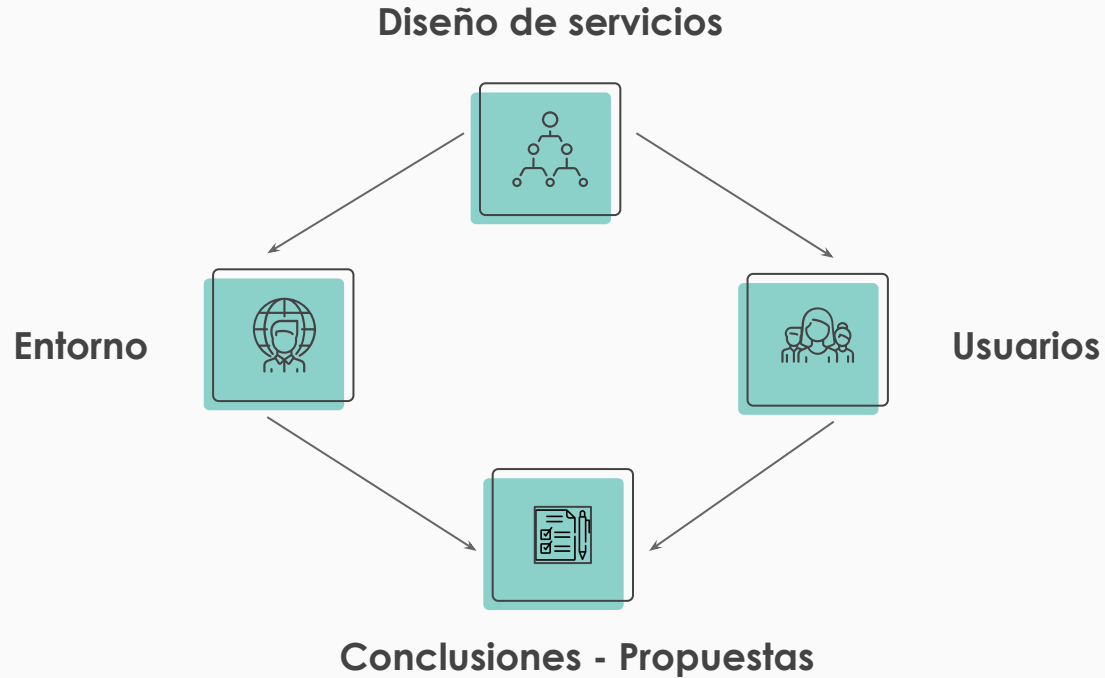 Diseño de servicios
Entorno
Usuarios
Conclusiones - Propuestas